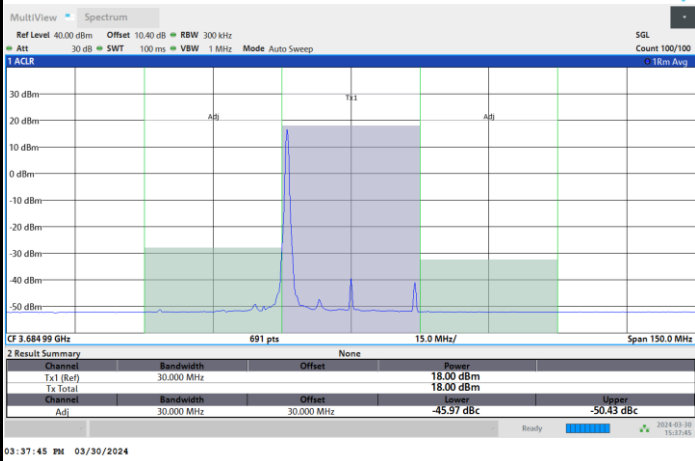 MultiView Spectrum
Ref Level 40.00 dBm Offset 10.40 dB RBW 300 kHz SGL
Att 30 dB SWT 100 ms VBW 1 MHz Mode Auto Sweep Count 100/100
1 ACLR 1Rm Avg
30 dBm
Tx1
20 dBm
Adj Adj
10 dBm
0 dBm
-10 dBm
-20 dBm
-30 dBm
-40 dBm
-50 dBm
CF 3.684 99 GHz 691 pts 15.0 MHz/ Span 150.0 MHz
2 Result Summary None
Channel Bandwidth Offset Power
Tx1 (Ref) 30.000 MHz 18.00 dBm
Tx Total 18.00 dBm
Channel Bandwidth Offset Lower Upper
Adj 30.000 MHz 30.000 MHz -45.97 dBc -50.43 dBc
Ready 2024-03-30
15:37:45
03:37:45 PM 03/30/2024